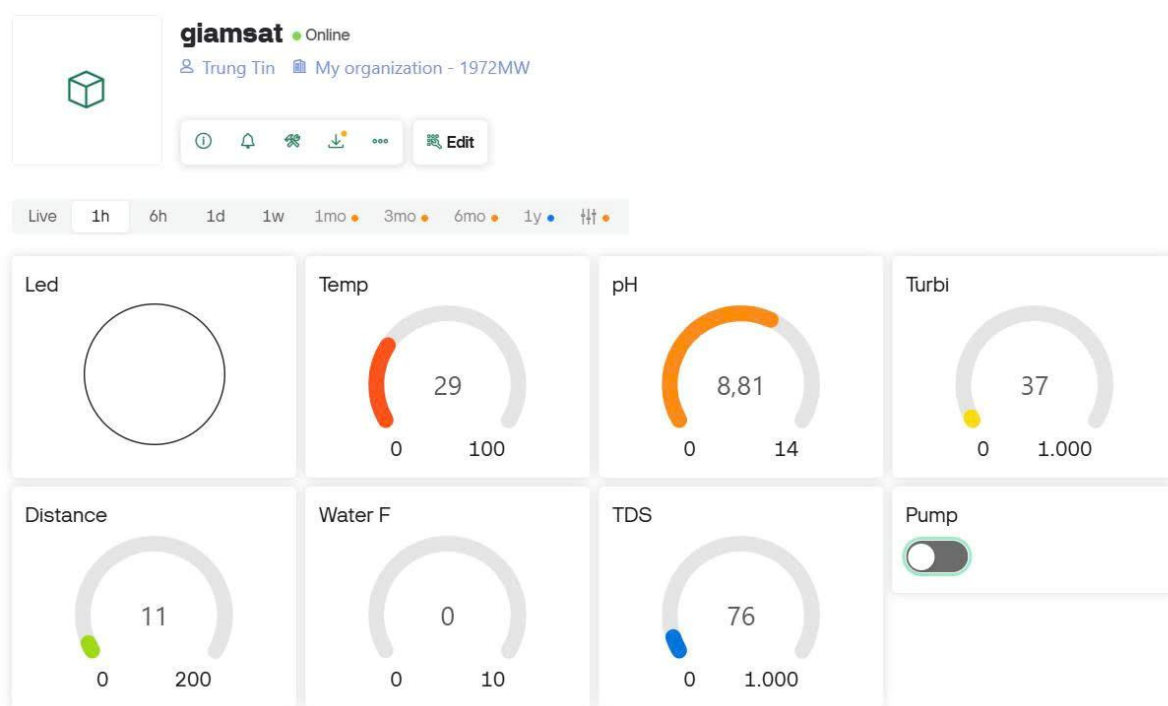 giamsat Online
Trung Tin My organization - 1972MW
Edit
Live 1h 6h 1d 1w 1mo 3mo 6mo 1y
Led Temp pH Turbi
29 8,81 37
0 100 0 14 0 1.000
Distance Water F TDS Pump
11 0 76
0 200 0 10 0 1.000